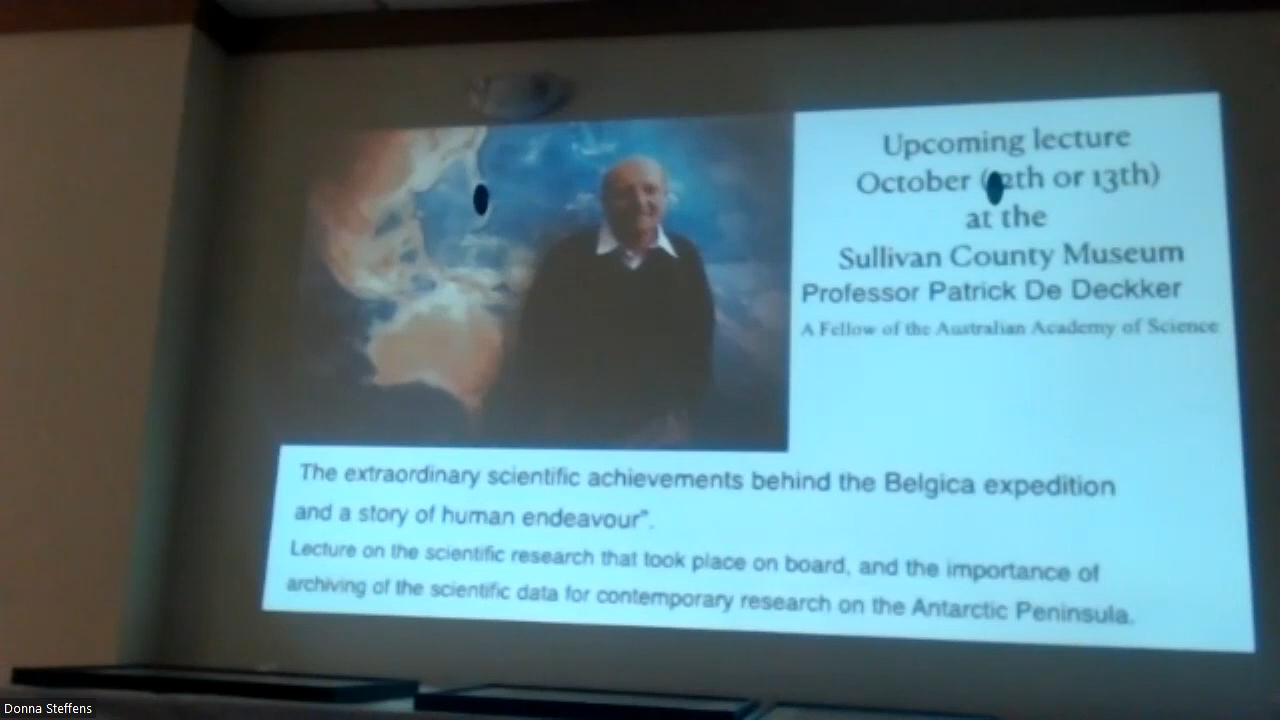 Upcoming lecture
October (12th or 13th)
at the
Sullivan County Museum
Professor Patrick De Deckker
A Fellow of the Australian Academy of Science
The extraordinary scientific achievements behind the Belgica expedition
and a story of human endeavour".
Lecture on the scientific research that took place on board, and the importance of
archiving of the scientific data for contemporary research on the Antarctic Peninsula.
Donna Steffens